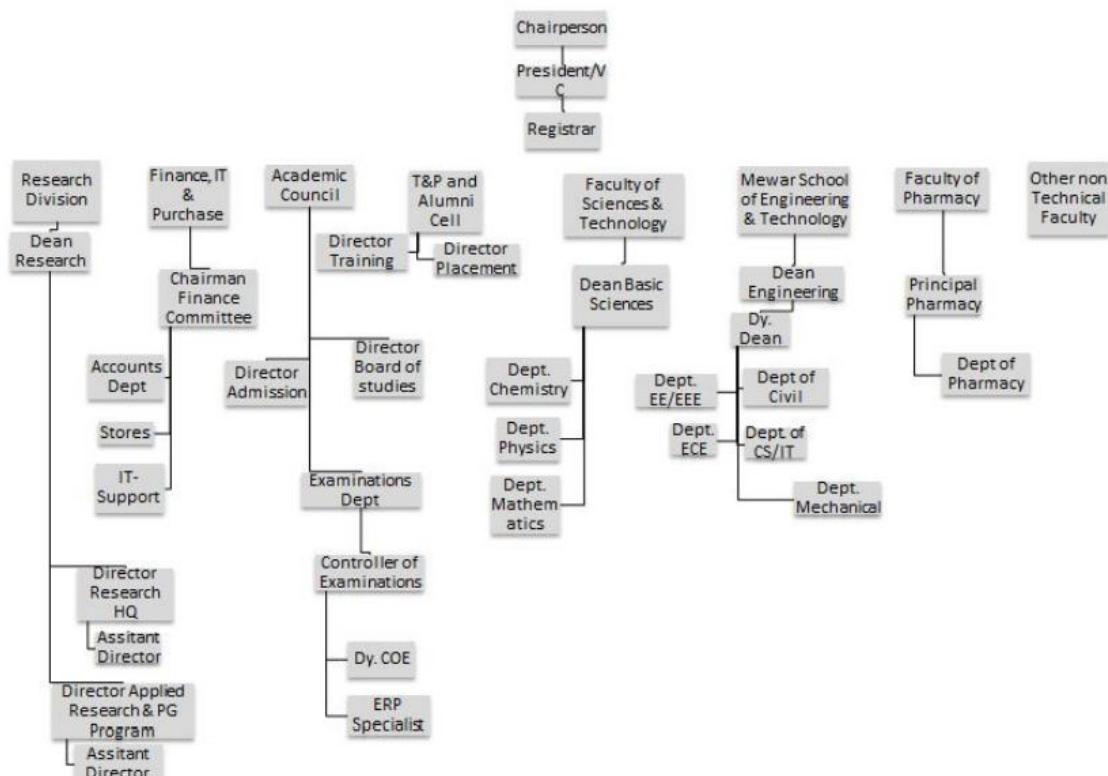 Chairperson
President/V
C
Registrar
Research
Division
Finance, IT
&
Purchase
Academic
Council
T&P and
Alumni
Cell
Faculty of
Sciences &
Technology
Mewar School
of Engineering
& Technology
Faculty of
Pharmacy
Other non
Technical
Faculty
Dean
Research
Chairman
Finance
Committee
Director
Training
Director
Placement
Dean Basic
Sciences
Dean
Engineering
Principal
Pharmacy
Dy.
Dean
Accounts
Dept
Director
Admission
Director
Board of
studies
Dept.
Chemistry
Dept.
EE/EEE
Dept of
Civil
Dept of
Pharmacy
Stores
Dept.
Physics
Dept.
ECE
Dept. of
CS/IT
IT-
Support
Examinations
Dept
Dept.
Mathem
atics
Dept.
Mechanical
Director
Research
HQ
Controller of
Examinations
Assitant
Director
Dy. COE
Director Applied
Research & PG
Program
ERP
Specialist
Assitant
Director